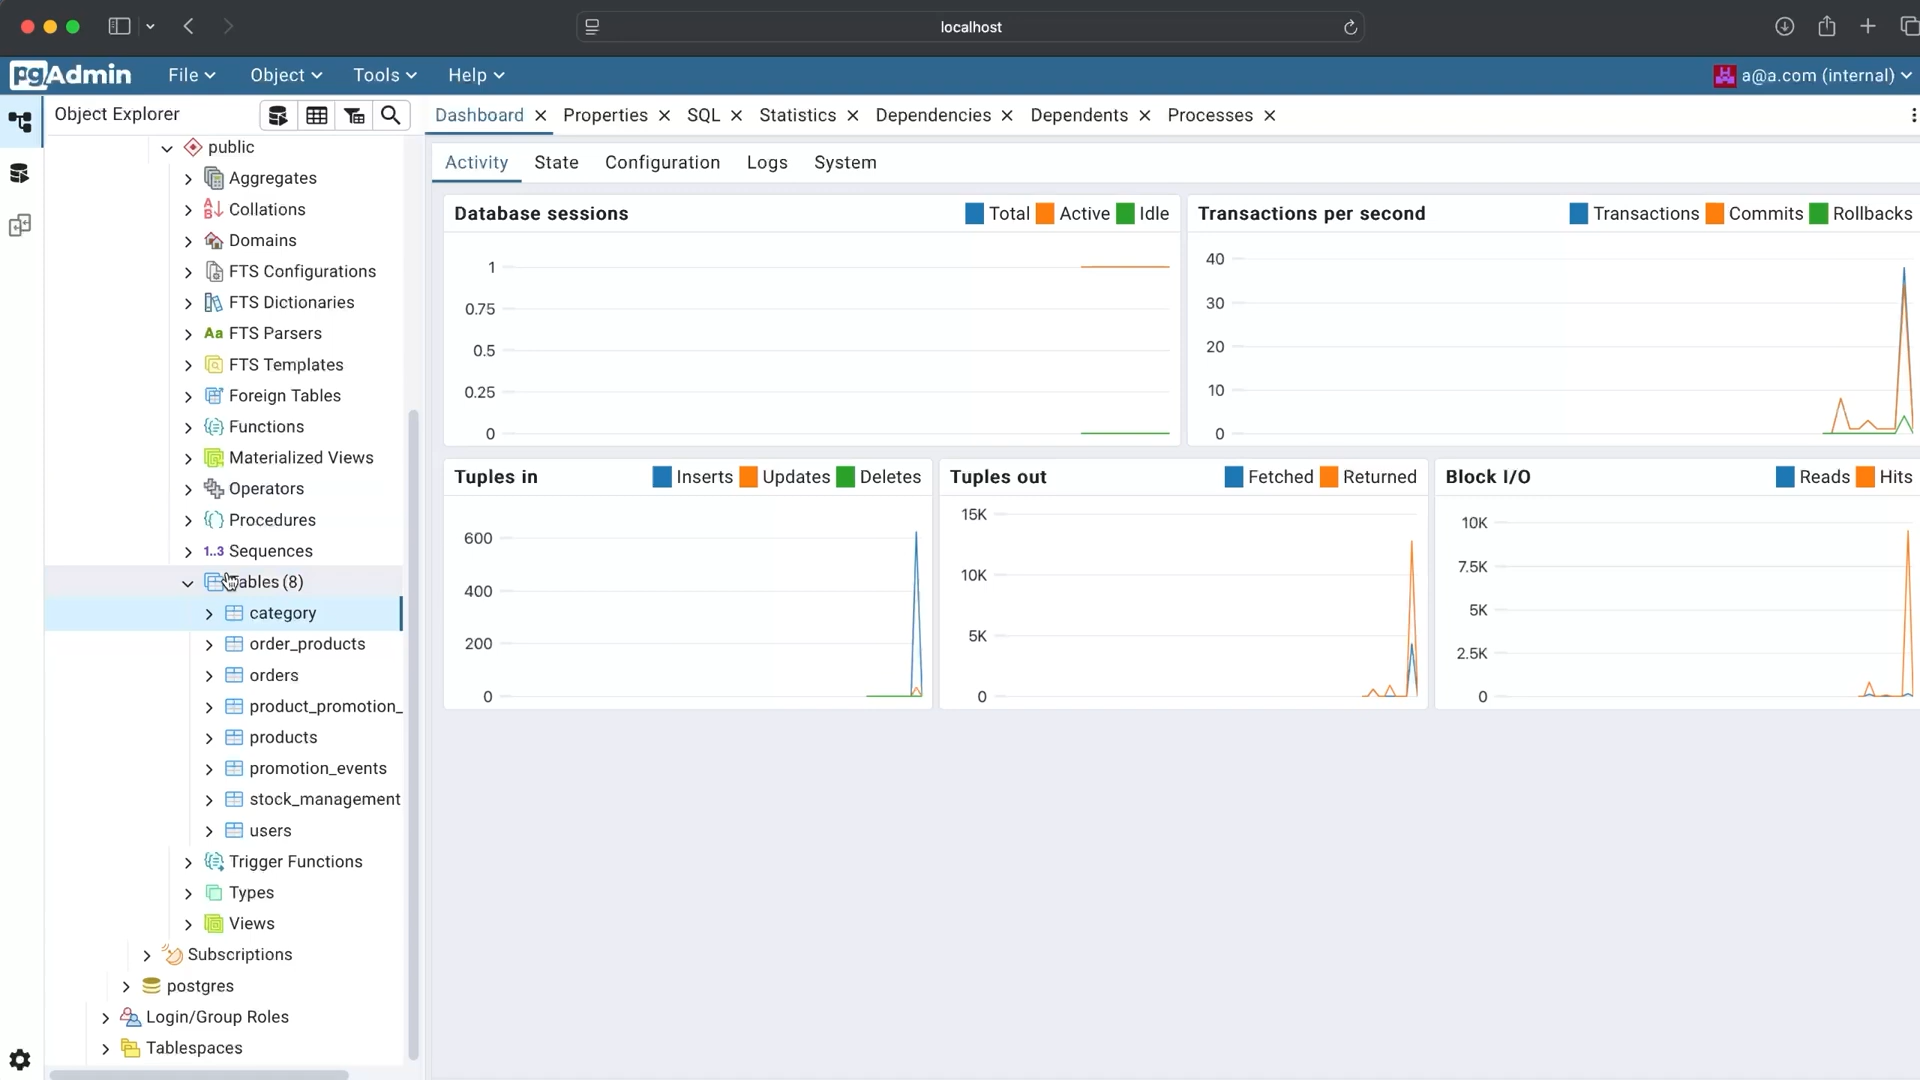 localhost
pgAdmin File Object Tools Help a@a.com (internal)
Object Explorer
Dashboard Properties SQL Statistics Dependencies Dependents Processes
Activity State Configuration Logs System
public
Aggregates
Collations
Domains
FTS Configurations
FTS Dictionaries
Aa FTS Parsers
FTS Templates
Foreign Tables
Functions
Materialized Views
Operators
Procedures
1..3 Sequences
ables (8)
category
order_products
orders
product_promotion_
products
promotion_events
stock_management
users
Trigger Functions
Types
Views
Subscriptions
postgres
Login/Group Roles
Tablespaces
Database sessions Total Active Idle
1
0.75
0.5
0.25
0
Transactions per second Transactions Commits Rollbacks
40
30
20
10
0
Tuples in Inserts Updates Deletes
600
400
200
0
Tuples out Fetched Returned
15K
10K
5K
0
Block I/O Reads Hits
10K
7.5K
5K
2.5K
0